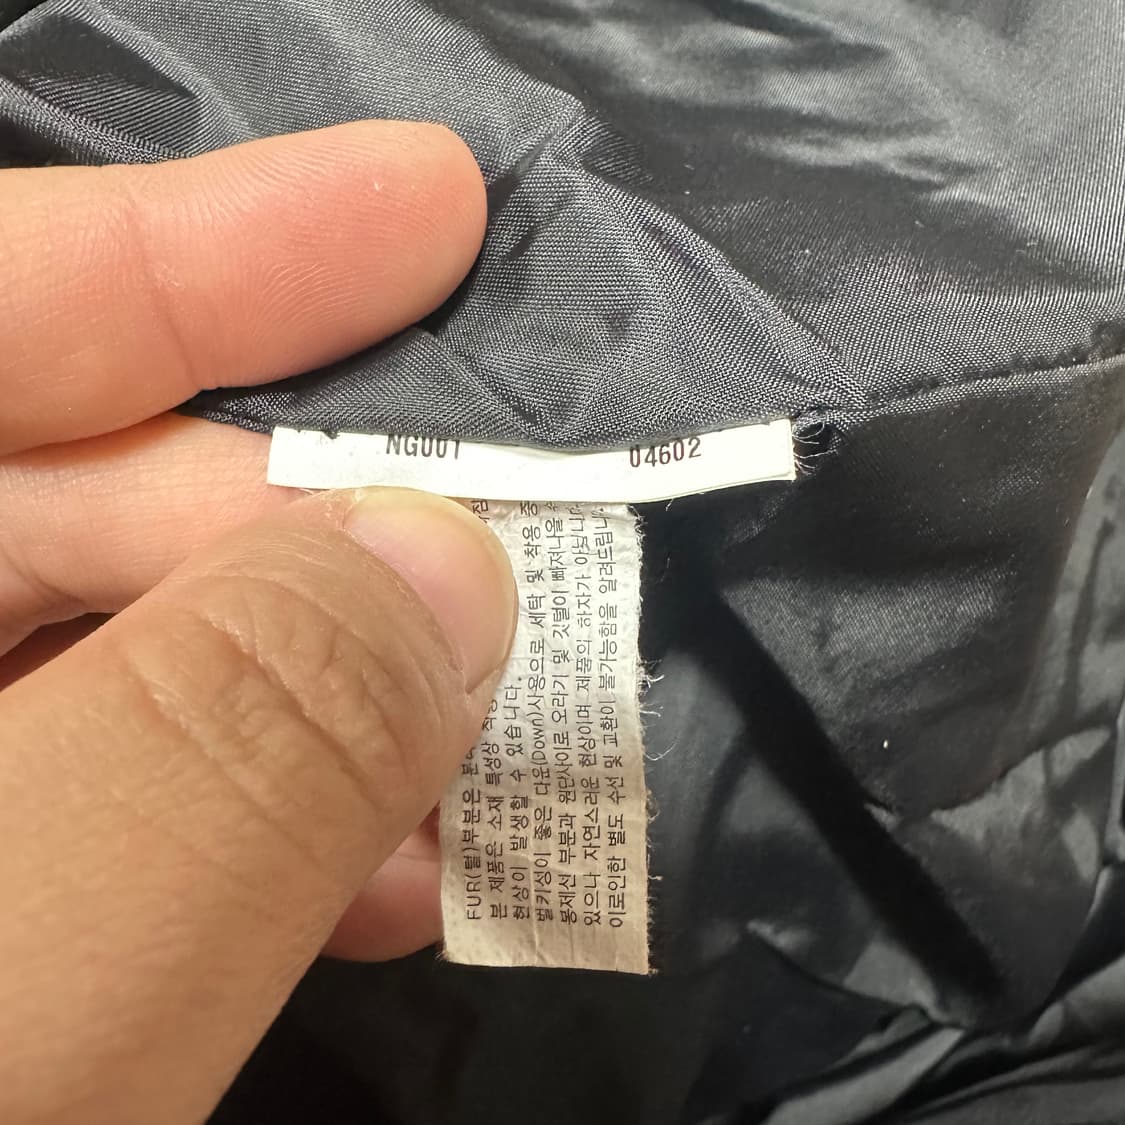 NG001 04602
FUR(털)부분은
본 제품은 소재 특성상
현상이 발생할 수 있습니다.
벌키성이 좋은 다운(Down)사용으로 세탁 및 착용 중
봉제선 부분과 원단사이로 오라기 및 깃털이 빠져나올 수
있으나 자연스러운 현상이며 제품의 하자가 아닙니다.
이로인한 별도 수선 및 교환이 불가능함을 알려드립니다.